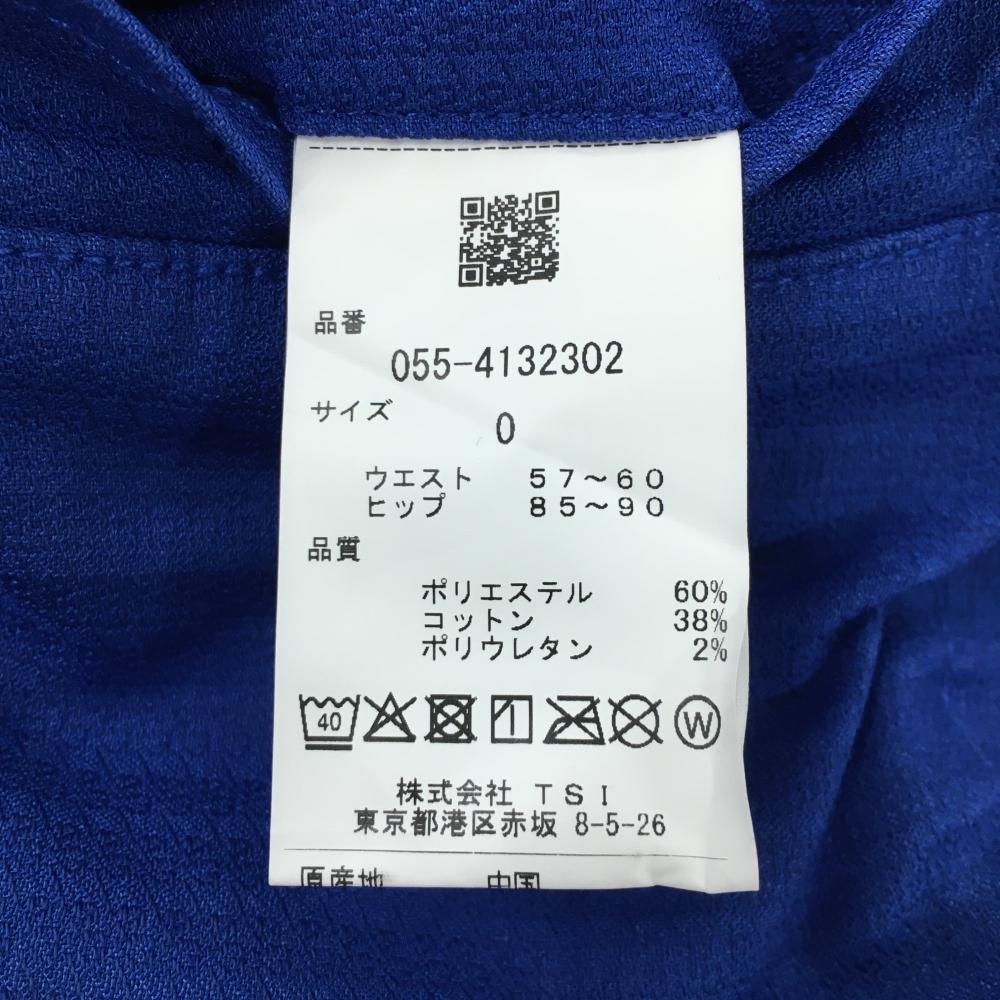 品番
055-4132302
サイズ
0
ウエスト 57～60
ヒップ 85～90
品質
ポリエステル 60%
コットン 38%
ポリウレタン 2%
40 W
株式会社 TSI
東京都港区赤坂 8-5-26
原産地 中国